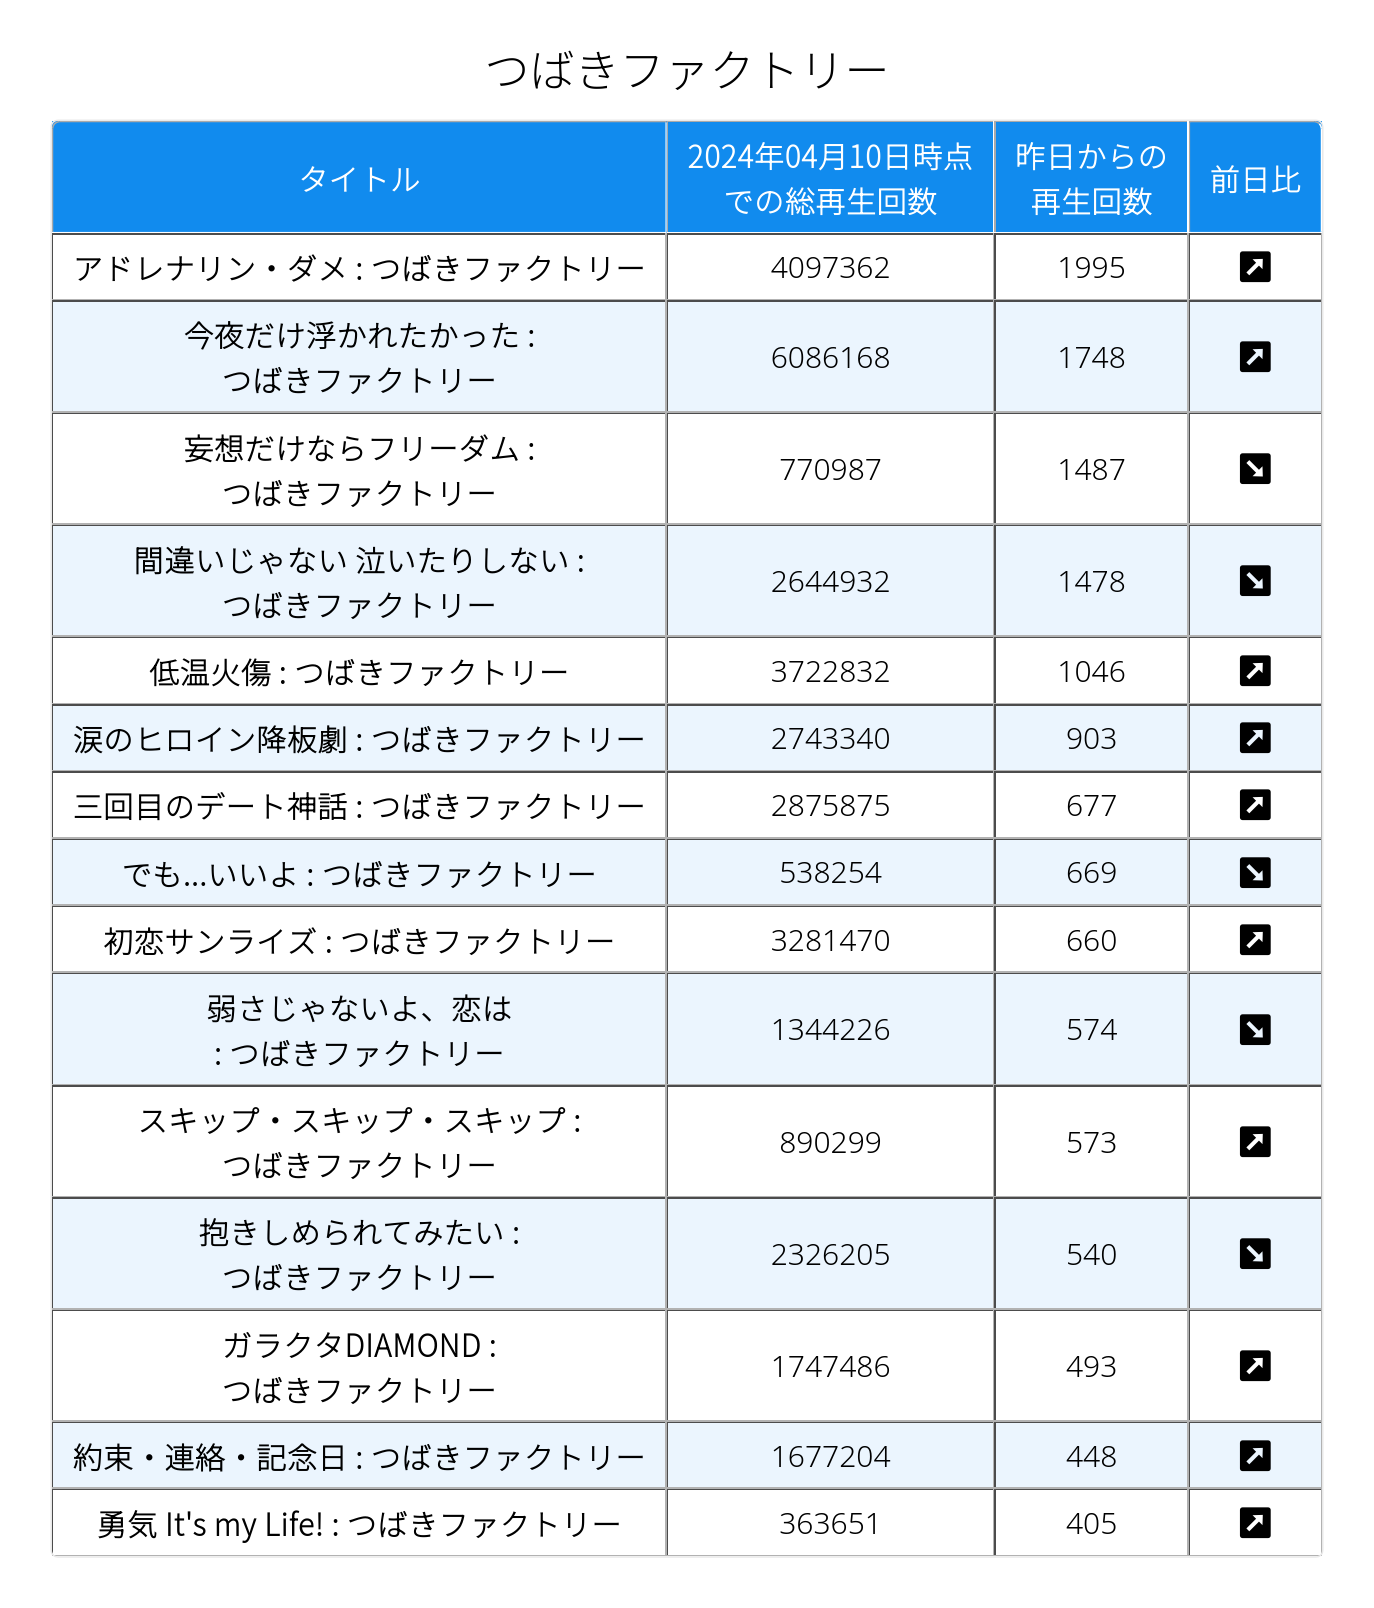 つばきファクトリー
タイトル
2024年04月10日時点
での総再生回数
昨日からの
再生回数
前日比
アドレナリン・ダメ : つばきファクトリー
4097362
1995
今夜だけ浮かれたかった :
つばきファクトリー
6086168
1748
妄想だけならフリーダム :
つばきファクトリー
770987
1487
間違いじゃない 泣いたりしない :
つばきファクトリー
2644932
1478
低温火傷 : つばきファクトリー
3722832
1046
涙のヒロイン降板劇 : つばきファクトリー
2743340
903
三回目のデート神話 : つばきファクトリー
2875875
677
でも...いいよ : つばきファクトリー
538254
669
初恋サンライズ : つばきファクトリー
3281470
660
弱さじゃないよ、恋は
: つばきファクトリー
1344226
574
スキップ・スキップ・スキップ :
つばきファクトリー
890299
573
抱きしめられてみたい :
つばきファクトリー
2326205
540
ガラクタDIAMOND :
つばきファクトリー
1747486
493
約束・連絡・記念日 : つばきファクトリー
1677204
448
勇気 It's my Life! : つばきファクトリー
363651
405